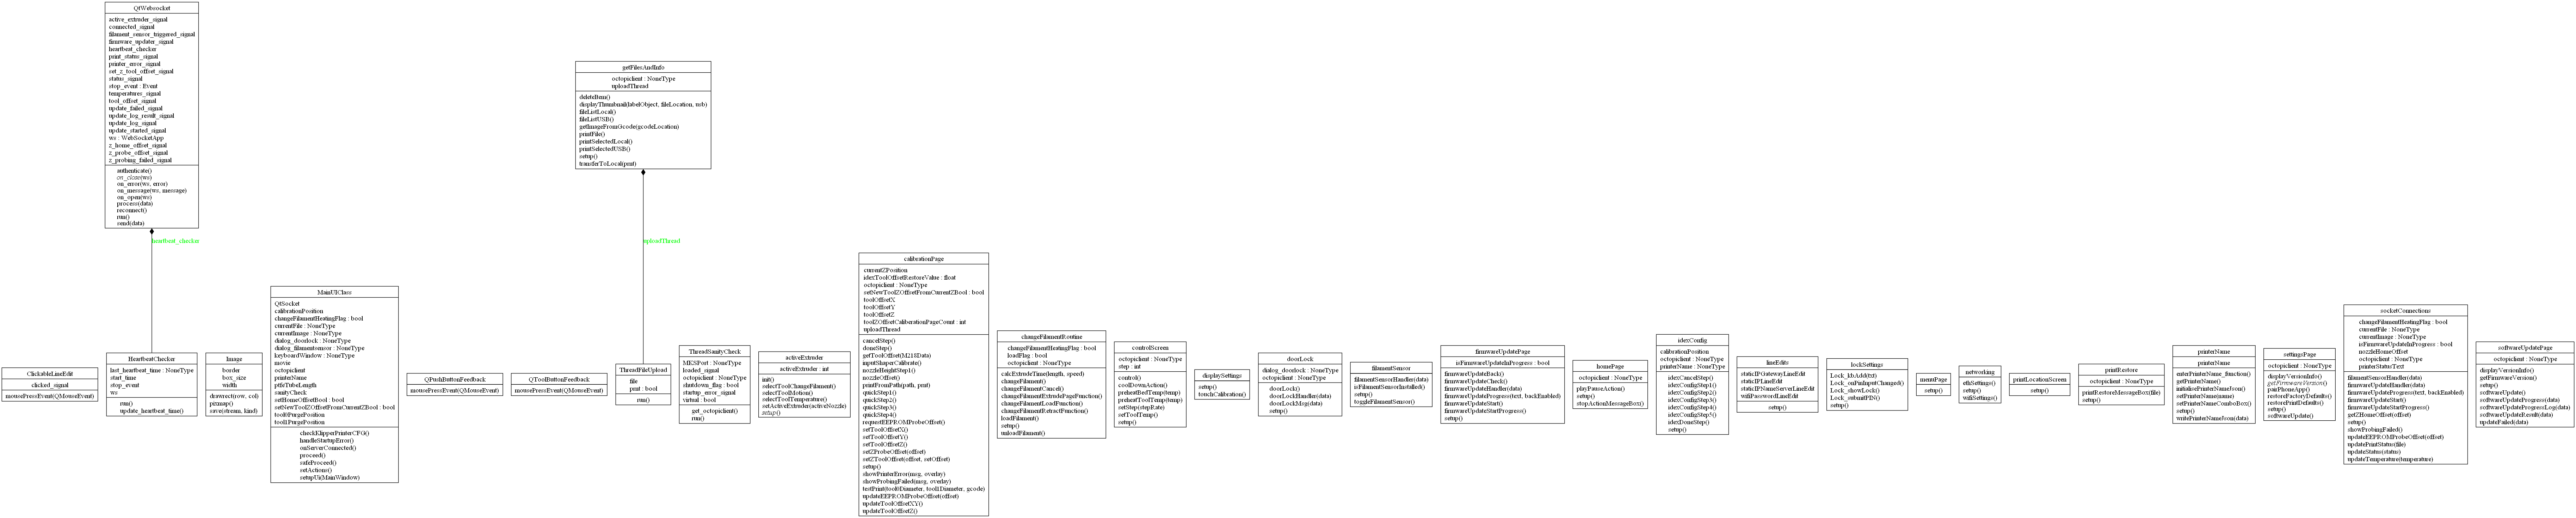 QtWebsocket
active_extruder_signal
connected_signal
filament_sensor_triggered_signal
firmware_updater_signal
heartbeat_checker
print_status_signal
printer_error_signal
set_z_tool_offset_signal
status_signal
stop_event : Event
temperatures_signal
tool_offset_signal
update_failed_signal
update_log_result_signal
update_log_signal
update_started_signal
ws : WebSocketApp
z_home_offset_signal
z_probe_offset_signal
z_probing_failed_signal
authenticate()
on_close(ws)
on_error(ws, error)
on_message(ws, message)
on_open(ws)
process(data)
reconnect()
run()
send(data)
heartbeat_checker
getFilesAndInfo
octopiclient : NoneType
uploadThread
deleteItem()
displayThumbnail(labelObject, fileLocation, usb)
fileListLocal()
fileListUSB()
getImageFromGcode(gcodeLocation)
printFile()
printSelectedLocal()
printSelectedUSB()
setup()
transferToLocal(prnt)
uploadThread
ClickableLineEdit
clicked_signal
mousePressEvent(QMouseEvent)
HeartbeatChecker
last_heartbeat_time : NoneType
start_time
stop_event
ws
run()
update_heartbeat_time()
Image
border
box_size
width
drawrect(row, col)
pixmap()
save(stream, kind)
MainUIClass
QtSocket
calibrationPosition
changeFilamentHeatingFlag : bool
currentFile : NoneType
currentImage : NoneType
dialog_doorlock : NoneType
dialog_filamentsensor : NoneType
keyboardWindow : NoneType
movie
octopiclient
printerName
ptfeTubeLength
sanityCheck
setHomeOffsetBool : bool
setNewToolZOffsetFromCurrentZBool : bool
tool0PurgePosition
tool1PurgePosition
checkKlipperPrinterCFG()
handleStartupError()
onServerConnected()
proceed()
safeProceed()
setActions()
setupUi(MainWindow)
QPushButtonFeedback
mousePressEvent(QMouseEvent)
QToolButtonFeedback
mousePressEvent(QMouseEvent)
ThreadFileUpload
file
prnt : bool
run()
ThreadSanityCheck
MKSPort : NoneType
loaded_signal
octopiclient : NoneType
shutdown_flag : bool
startup_error_signal
virtual : bool
get_octopiclient()
run()
activeExtruder
activeExtruder : int
init()
selectToolChangeFilament()
selectToolMotion()
selectToolTemperature()
setActiveExtruder(activeNozzle)
setup()
calibrationPage
currentZPosition
idexToolOffsetRestoreValue : float
octopiclient : NoneType
setNewToolZOffsetFromCurrentZBool : bool
toolOffsetX
toolOffsetY
toolOffsetZ
toolZOffsetCaliberationPageCount : int
uploadThread
cancelStep()
doneStep()
getToolOffset(M218Data)
inputShaperCalibrate()
nozzleHeightStep1()
nozzleOffset()
printFromPath(path, prnt)
quickStep1()
quickStep2()
quickStep3()
quickStep4()
requestEEPROMProbeOffset()
setToolOffsetX()
setToolOffsetY()
setToolOffsetZ()
setZProbeOffset(offset)
setZToolOffset(offset, setOffset)
setup()
showPrinterError(msg, overlay)
showProbingFailed(msg, overlay)
testPrint(tool0Diameter, tool1Diameter, gcode)
updateEEPROMProbeOffset(offset)
updateToolOffsetXY()
updateToolOffsetZ()
changeFilamentRoutine
changeFilamentHeatingFlag : bool
loadFlag : bool
octopiclient : NoneType
calcExtrudeTime(length, speed)
changeFilament()
changeFilamentCancel()
changeFilamentExtrudePageFunction()
changeFilamentLoadFunction()
changeFilamentRetractFunction()
loadFilament()
setup()
unloadFilament()
controlScreen
octopiclient : NoneType
step : int
control()
coolDownAction()
preheatBedTemp(temp)
preheatToolTemp(temp)
setStep(stepRate)
setToolTemp()
setup()
displaySettings
setup()
touchCalibration()
doorLock
dialog_doorlock : NoneType
octopiclient : NoneType
doorLock()
doorLockHandler(data)
doorLockMsg(data)
setup()
filamentSensor
filamentSensorHandler(data)
isFilamentSensorInstalled()
setup()
toggleFilamentSensor()
firmwareUpdatePage
isFirmwareUpdateInProgress : bool
firmwareUpdateBack()
firmwareUpdateCheck()
firmwareUpdateHandler(data)
firmwareUpdateProgress(text, backEnabled)
firmwareUpdateStart()
firmwareUpdateStartProgress()
setup()
homePage
octopiclient : NoneType
playPauseAction()
setup()
stopActionMessageBox()
idexConfig
calibrationPosition
octopiclient : NoneType
printerName : NoneType
idexCancelStep()
idexConfigStep1()
idexConfigStep2()
idexConfigStep3()
idexConfigStep4()
idexConfigStep5()
idexDoneStep()
setup()
lineEdits
staticIPGatewayLineEdit
staticIPLineEdit
staticIPNameServerLineEdit
wifiPasswordLineEdit
setup()
lockSettings
Lock_kbAdd(txt)
Lock_onPinInputChanged()
Lock_showLock()
Lock_submitPIN()
setup()
menuPage
setup()
networking
ethSettings()
setup()
wifiSettings()
printLocationScreen
setup()
printRestore
octopiclient : NoneType
printRestoreMessageBox(file)
setup()
printerName
printerName
enterPrinterName_function()
getPrinterName()
initialisePrinterNameJson()
setPrinterName(name)
setPrinterNameComboBox()
setup()
writePrinterNameJson(data)
settingsPage
octopiclient : NoneType
displayVersionInfo()
getFirmwareVersion()
pairPhoneApp()
restoreFactoryDefaults()
restorePrintDefaults()
setup()
softwareUpdate()
socketConnections
changeFilamentHeatingFlag : bool
currentFile : NoneType
currentImage : NoneType
isFirmwareUpdateInProgress : bool
nozzleHomeOffset
octopiclient : NoneType
printerStatusText
filamentSensorHandler(data)
firmwareUpdateHandler(data)
firmwareUpdateProgress(text, backEnabled)
firmwareUpdateStart()
firmwareUpdateStartProgress()
getZHomeOffset(offset)
setup()
showProbingFailed()
updateEEPROMProbeOffset(offset)
updatePrintStatus(file)
updateStatus(status)
updateTemperature(temperature)
softwareUpdatePage
octopiclient : NoneType
displayVersionInfo()
getFirmwareVersion()
setup()
softwareUpdate()
softwareUpdateProgress(data)
softwareUpdateProgressLog(data)
softwareUpdateResult(data)
updateFailed(data)